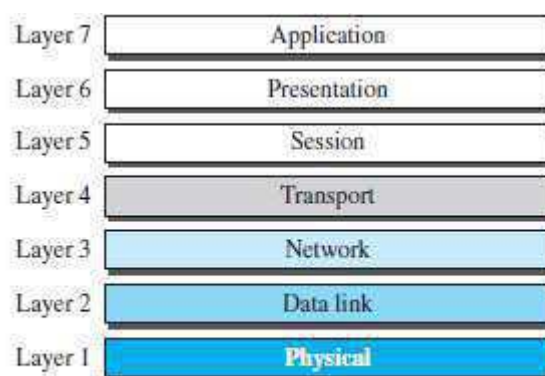 Layer 7 Application
Layer 6 Presentation
Layer 5 Session
Layer 4 Transport
Layer 3 Network
Layer 2 Data link
Layer 1 Physical